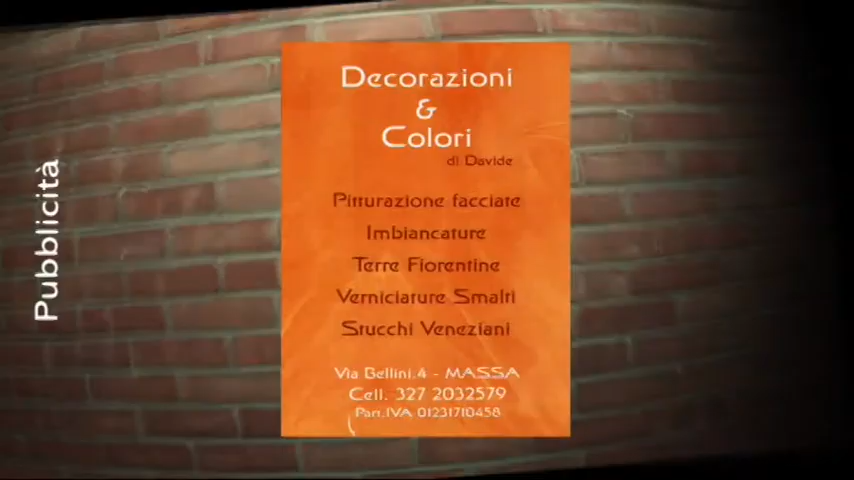 Pubblicità
Decorazioni
&
Colori
di Davide
Pitturazione facciate
Imbiancature
Terre Fiorentine
Verniciature Smalti
Stucchi Veneziani
Via Bellini,4 - MASSA
Cell. 327 2032579
Part.IVA 01231710458